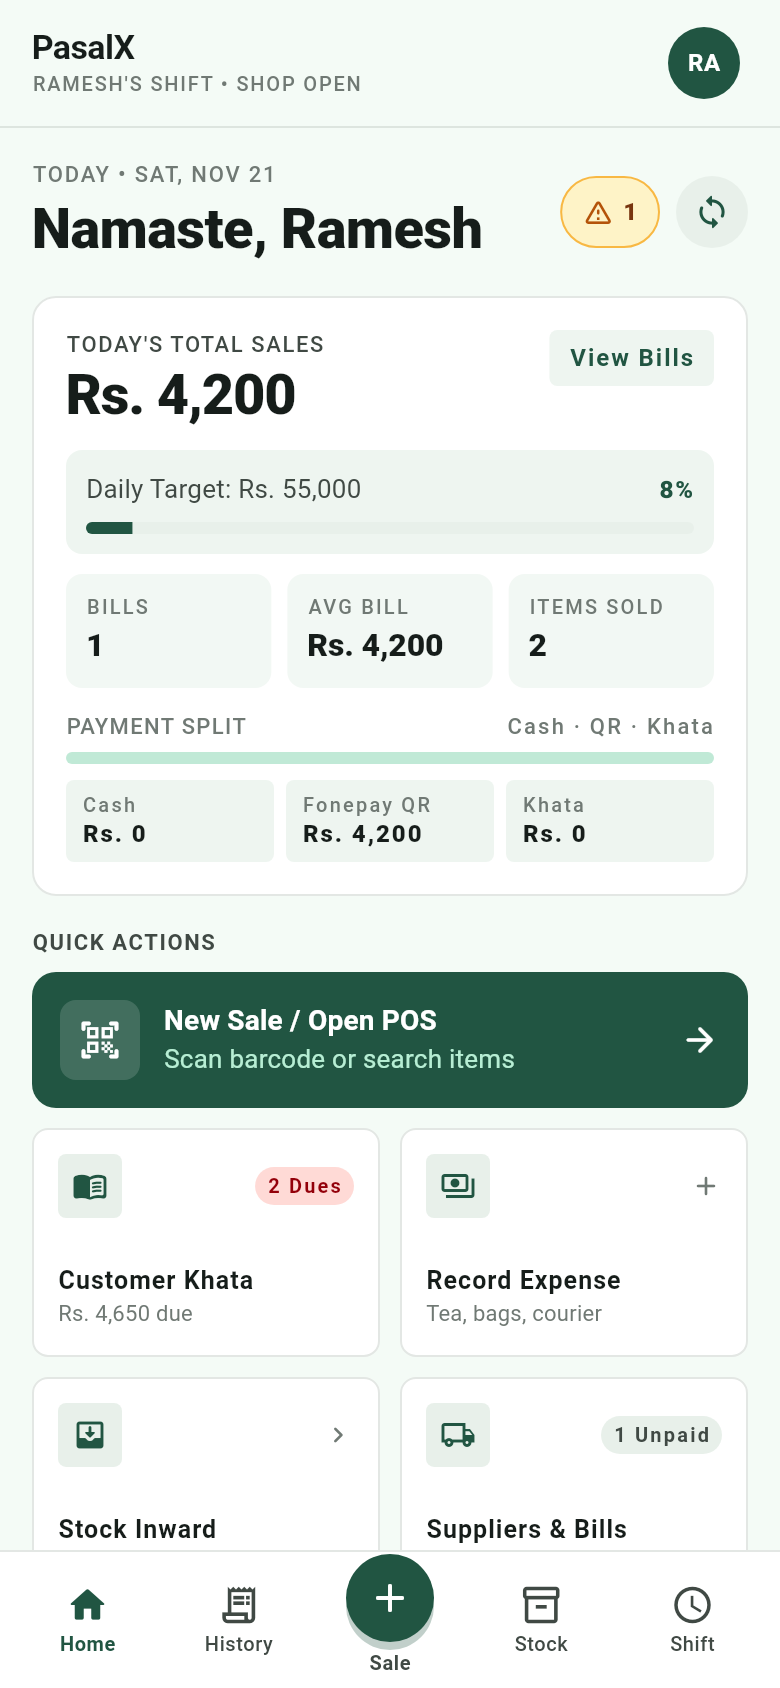 PasalX
RAMESH'S SHIFT • SHOP OPEN
RA
TODAY • SAT, NOV 21
Namaste, Ramesh
1
TODAY'S TOTAL SALES
Rs. 4,200
View Bills
Daily Target: Rs. 55,000
8%
BILLS
1
AVG BILL
Rs. 4,200
ITEMS SOLD
2
PAYMENT SPLIT
Cash · QR · Khata
Cash
Rs. 0
Fonepay QR
Rs. 4,200
Khata
Rs. 0
QUICK ACTIONS
New Sale / Open POS
Scan barcode or search items
2 Dues
Customer Khata
Rs. 4,650 due
Record Expense
Tea, bags, courier
Stock Inward
1 Unpaid
Suppliers & Bills
Home
History
Sale
Stock
Shift